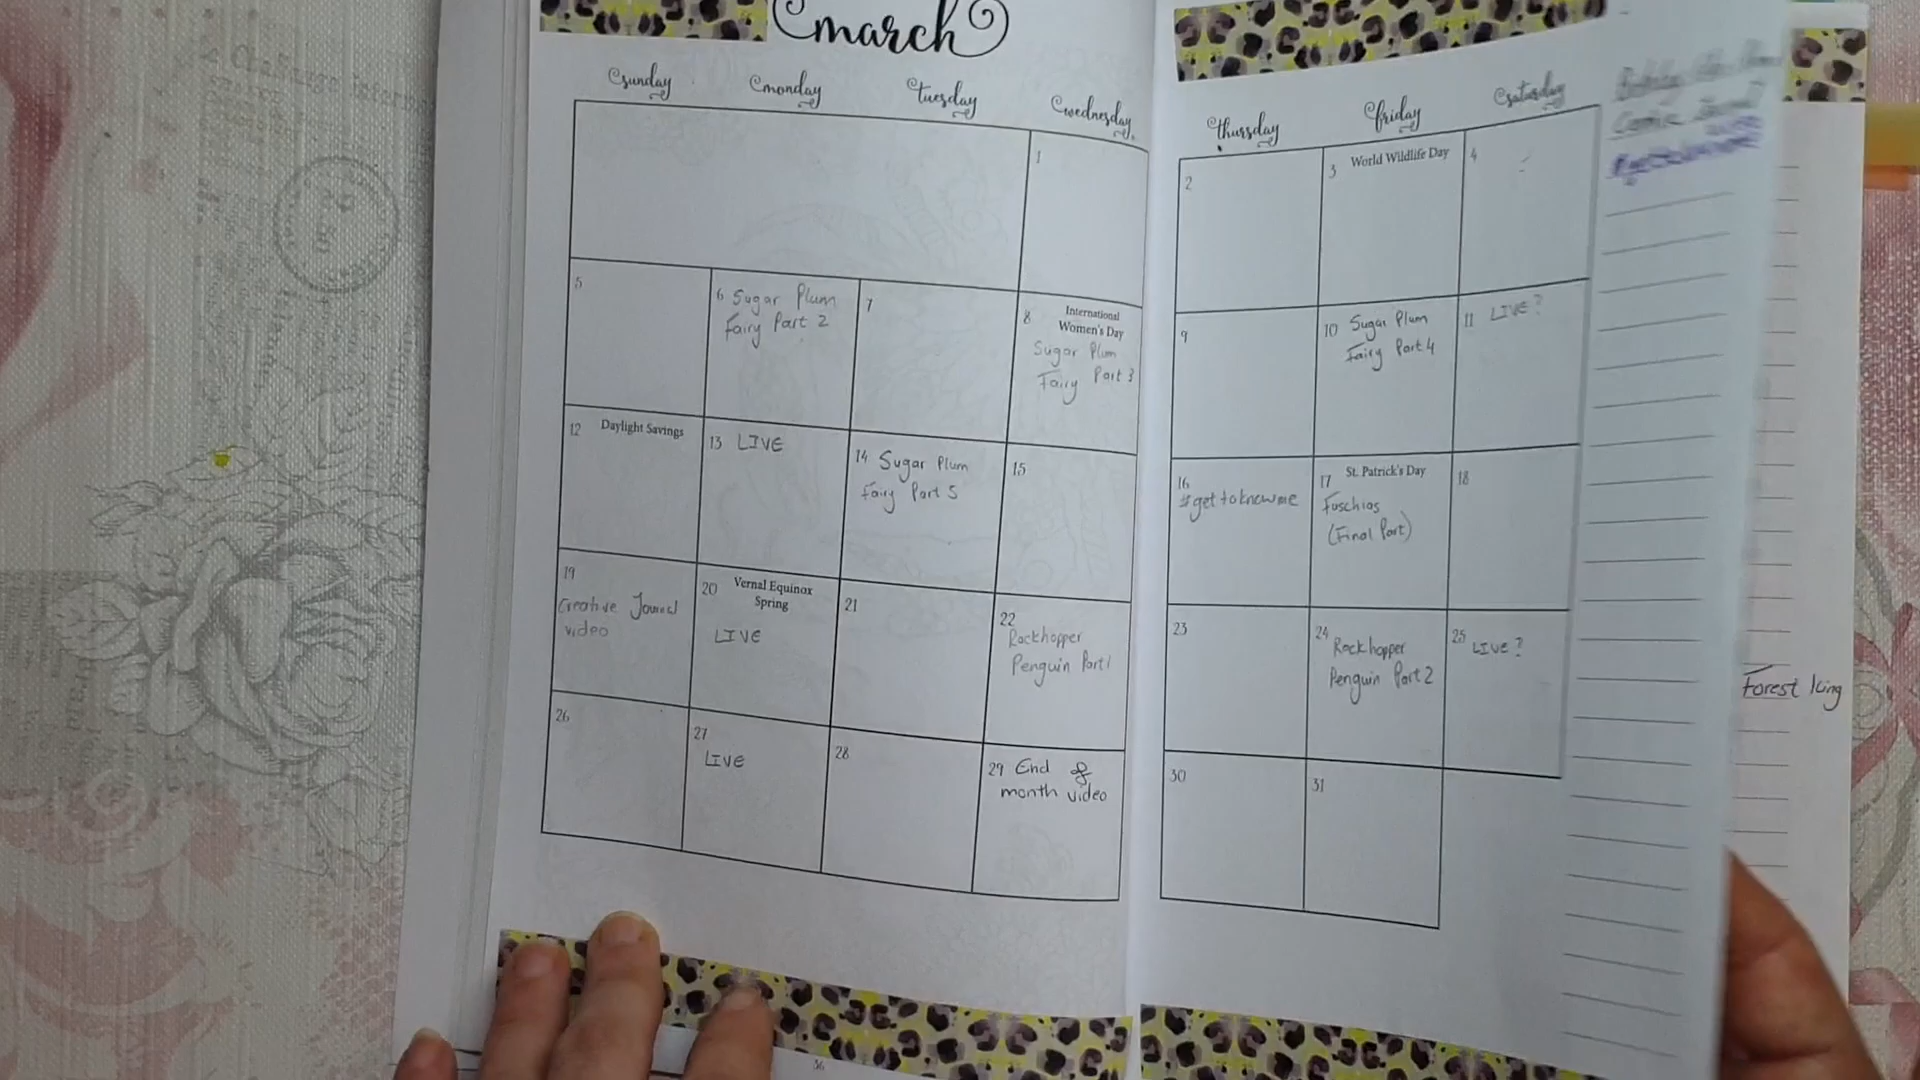 march
sunday
monday
tuesday
wednesday
thursday
friday
saturday
1
2
3 World Wildlife Day
4
5
6 Sugar Plum
Fairy Part 2
7
8 International
Women's Day
Sugar Plum
Fairy Part 3
9
10 Sugar Plum
Fairy Part 4
11 LIVE?
12 Daylight Savings
13 LIVE
14 Sugar Plum
Fairy Part 5
15
16
#gettoknowme
17 St. Patrick's Day
Fuschias
(Final Part)
18
19
Creative Journal
video
20 Vernal Equinox
Spring
LIVE
21
22
Rockhopper
Penguin Part 1
23
24 Rockhopper
Penguin Part 2
25 LIVE?
26
27
LIVE
28
29 End of
month video
30
31
Forest King
36